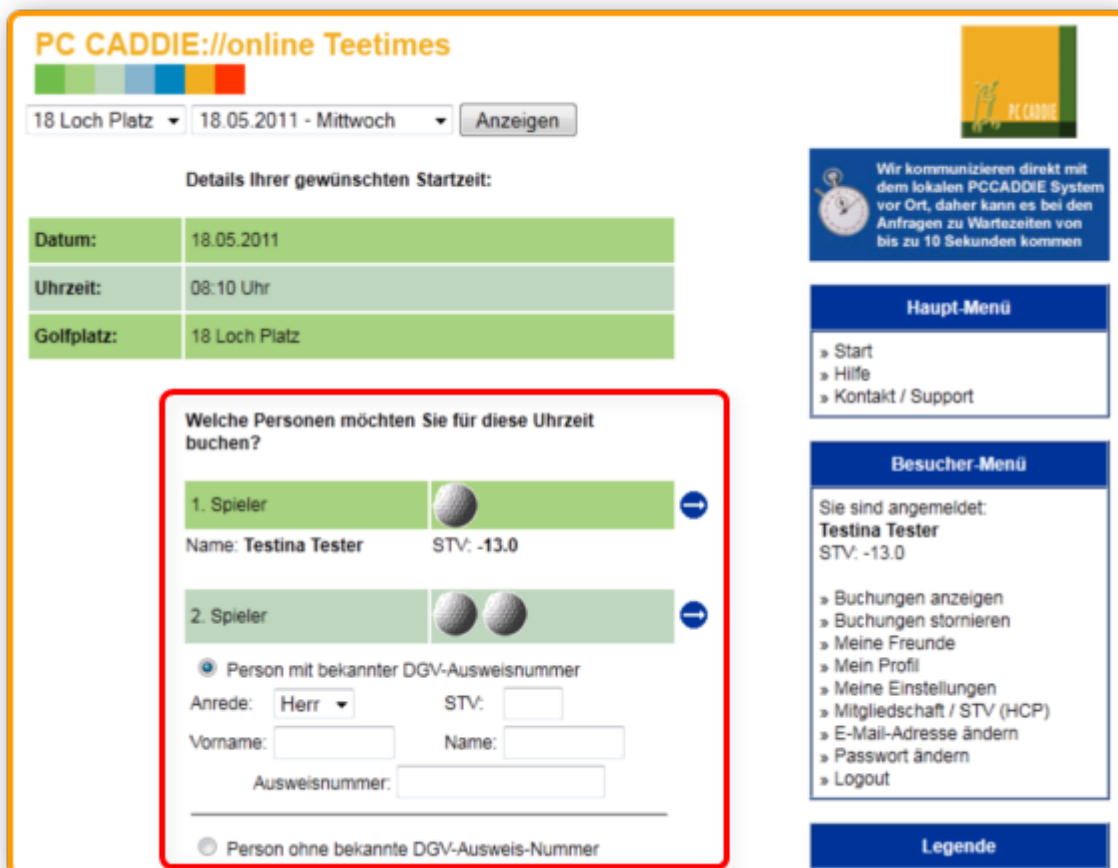 PC CADDIE://online Teetimes
18 Loch Platz
18.05.2011 - Mittwoch
Anzeigen
PC CADDIE
Details Ihrer gewünschten Startzeit:
Datum: 18.05.2011
Uhrzeit: 08:10 Uhr
Golfplatz: 18 Loch Platz
Welche Personen möchten Sie für diese Uhrzeit
buchen?
1. Spieler
Name: Testina Tester STV: -13.0
2. Spieler
Person mit bekannter DGV-Ausweisnummer
Anrede: Herr STV:
Vorname: Name:
Ausweisnummer:
Person ohne bekannte DGV-Ausweis-Nummer
Wir kommunizieren direkt mit
dem lokalen PCCADDIE System
vor Ort, daher kann es bei den
Anfragen zu Wartezeiten von
bis zu 10 Sekunden kommen
Haupt-Menü
» Start
» Hilfe
» Kontakt / Support
Besucher-Menü
Sie sind angemeldet:
Testina Tester
STV: -13.0
» Buchungen anzeigen
» Buchungen stornieren
» Meine Freunde
» Mein Profil
» Meine Einstellungen
» Mitgliedschaft / STV (HCP)
» E-Mail-Adresse ändern
» Passwort ändern
» Logout
Legende